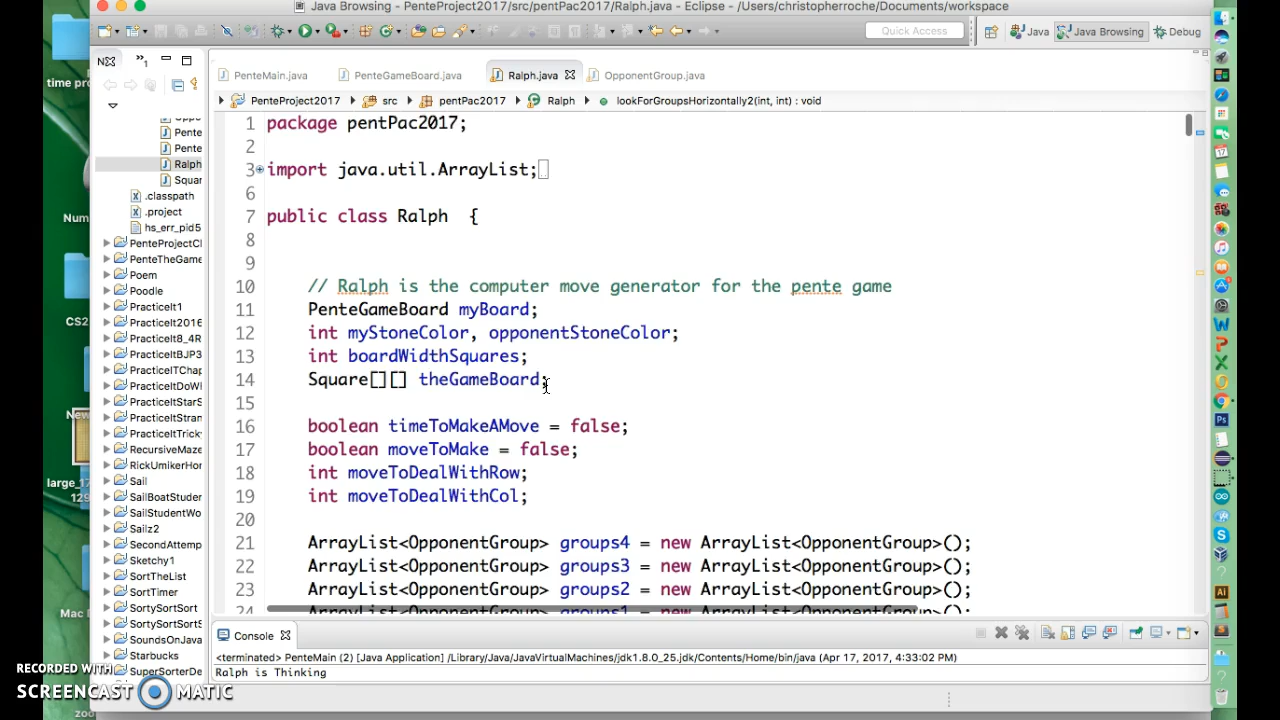 Java Browsing - PenteProject2017/src/pentPac2017/Ralph.java - Eclipse - /Users/christopherroche/Documents/workspace
Quick Access
Java
Java Browsing
Debug
PenteMain.java
PenteGameBoard.java
Ralph.java
OpponentGroup.java
PenteProject2017
src
pentPac2017
Ralph
lookForGroupsHorizontally2(int, int) : void
time pro
Num
CS2
New
large_17
129
Mac
zoo
Pente
Pente
Ralph
Squar
.classpath
.project
hs_err_pid5
PenteProjectCl
PenteTheGame
Poem
Poodle
PracticeIt1
PracticeIt2016
PracticeIt8_4R
PracticeItBJP3
PracticeITChap
PracticeItDoWl
PracticeItStarS
PracticeItStran
PracticeItTricky
RecursiveMaze
RickUmikerHor
Sail
SailBoatStuder
SailStudentWo
Sailz2
SecondAttemp
Sketchy1
SortTheList
SortTimer
SortySortSort
SortySortSortF
SoundsOnJava
Starbucks
SuperSorterDe
1 package pentPac2017;
2
3 import java.util.ArrayList;
6
7 public class Ralph {
8
9
10 // Ralph is the computer move generator for the pente game
11 PenteGameBoard myBoard;
12 int myStoneColor, opponentStoneColor;
13 int boardWidthSquares;
14 Square[][] theGameBoard;
15
16 boolean timeToMakeAMove = false;
17 boolean moveToMake = false;
18 int moveToDealWithRow;
19 int moveToDealWithCol;
20
21 ArrayList<OpponentGroup> groups4 = new ArrayList<OpponentGroup>();
22 ArrayList<OpponentGroup> groups3 = new ArrayList<OpponentGroup>();
23 ArrayList<OpponentGroup> groups2 = new ArrayList<OpponentGroup>();
24 ArrayList<OpponentGroup> groups1 = new ArrayList<OpponentGroup>();
Console
<terminated> PenteMain (2) [Java Application] /Library/Java/JavaVirtualMachines/jdk1.8.0_25.jdk/Contents/Home/bin/java (Apr 17, 2017, 4:33:02 PM)
Ralph is Thinking
RECORDED WITH
SCREENCAST MATIC